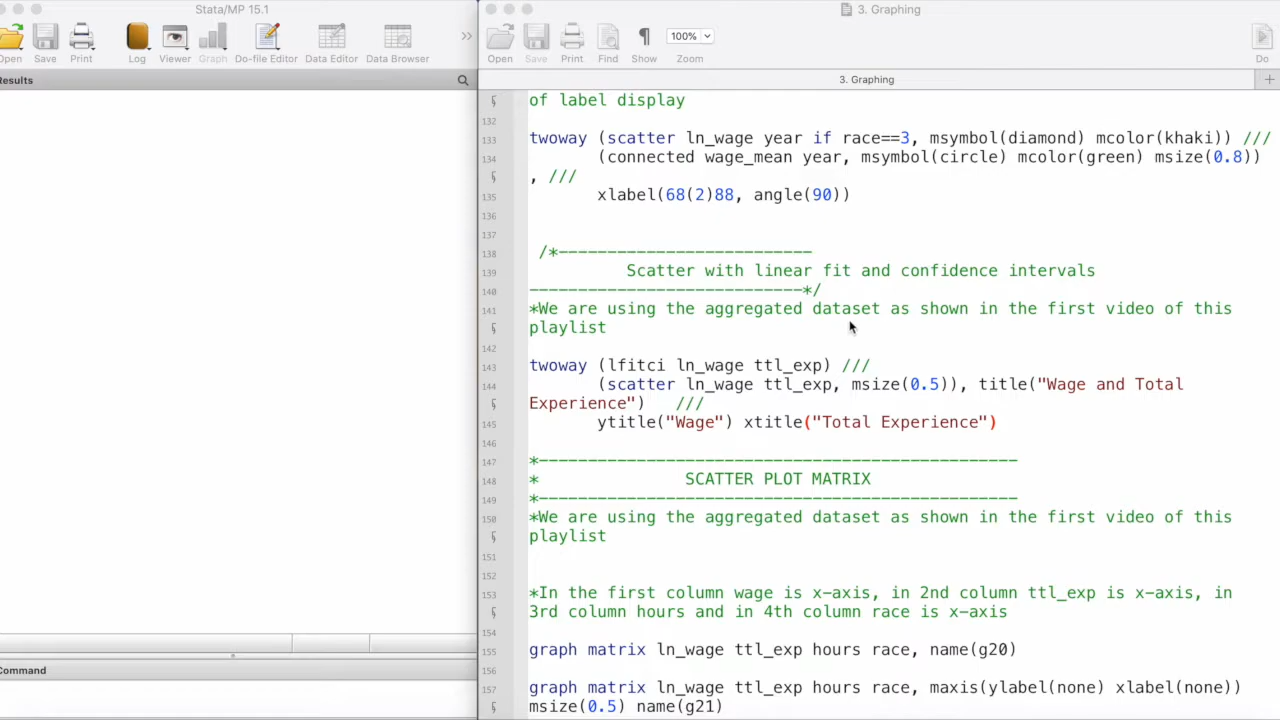 Stata/MP 15.1
Open Save Print Log Viewer Graph Do-file Editor Data Editor Data Browser
Results
Command
3. Graphing
100%
Open Save Print Find Show Zoom Do
3. Graphing
of label display
132
133 twoway (scatter ln_wage year if race==3, msymbol(diamond) mcolor(khaki)) ///
134 (connected wage_mean year, msymbol(circle) mcolor(green) msize(0.8))
, ///
135 xlabel(68(2)88, angle(90))
136
137
138 /*--------------------------
139 Scatter with linear fit and confidence intervals
140 ----------------------------*/
141 *We are using the aggregated dataset as shown in the first video of this
playlist
142
143 twoway (lfitci ln_wage ttl_exp) ///
144 (scatter ln_wage ttl_exp, msize(0.5)), title("Wage and Total
Experience") ///
145 ytitle("Wage") xtitle("Total Experience")
146
147 *-------------------------------------------------
148 * SCATTER PLOT MATRIX
149 *-------------------------------------------------
150 *We are using the aggregated dataset as shown in the first video of this
playlist
151
152
153 *In the first column wage is x-axis, in 2nd column ttl_exp is x-axis, in
3rd column hours and in 4th column race is x-axis
154
155 graph matrix ln_wage ttl_exp hours race, name(g20)
156
157 graph matrix ln_wage ttl_exp hours race, maxis(ylabel(none) xlabel(none))
msize(0.5) name(g21)